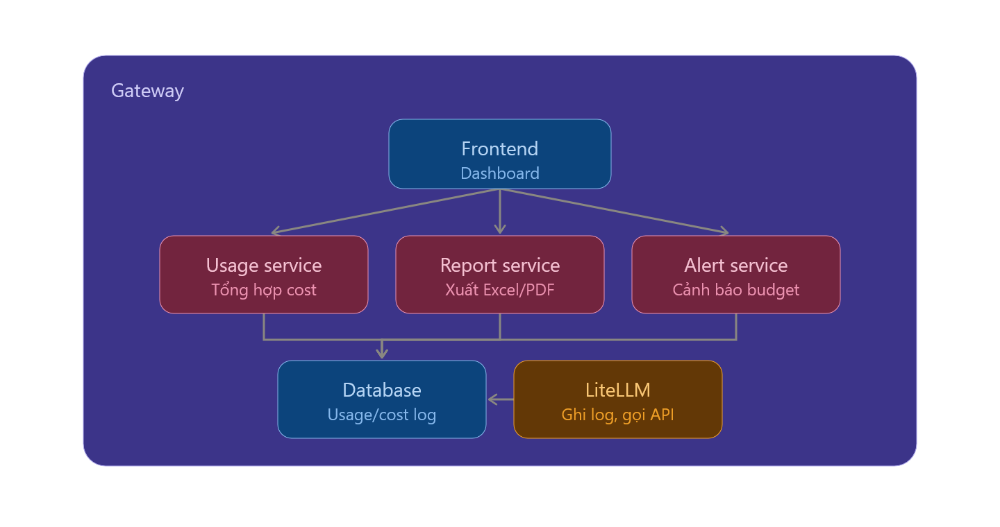 Gateway
Frontend
Dashboard
Usage service
Tổng hợp cost
Report service
Xuất Excel/PDF
Alert service
Cảnh báo budget
Database
Usage/cost log
LiteLLM
Ghi log, gọi API